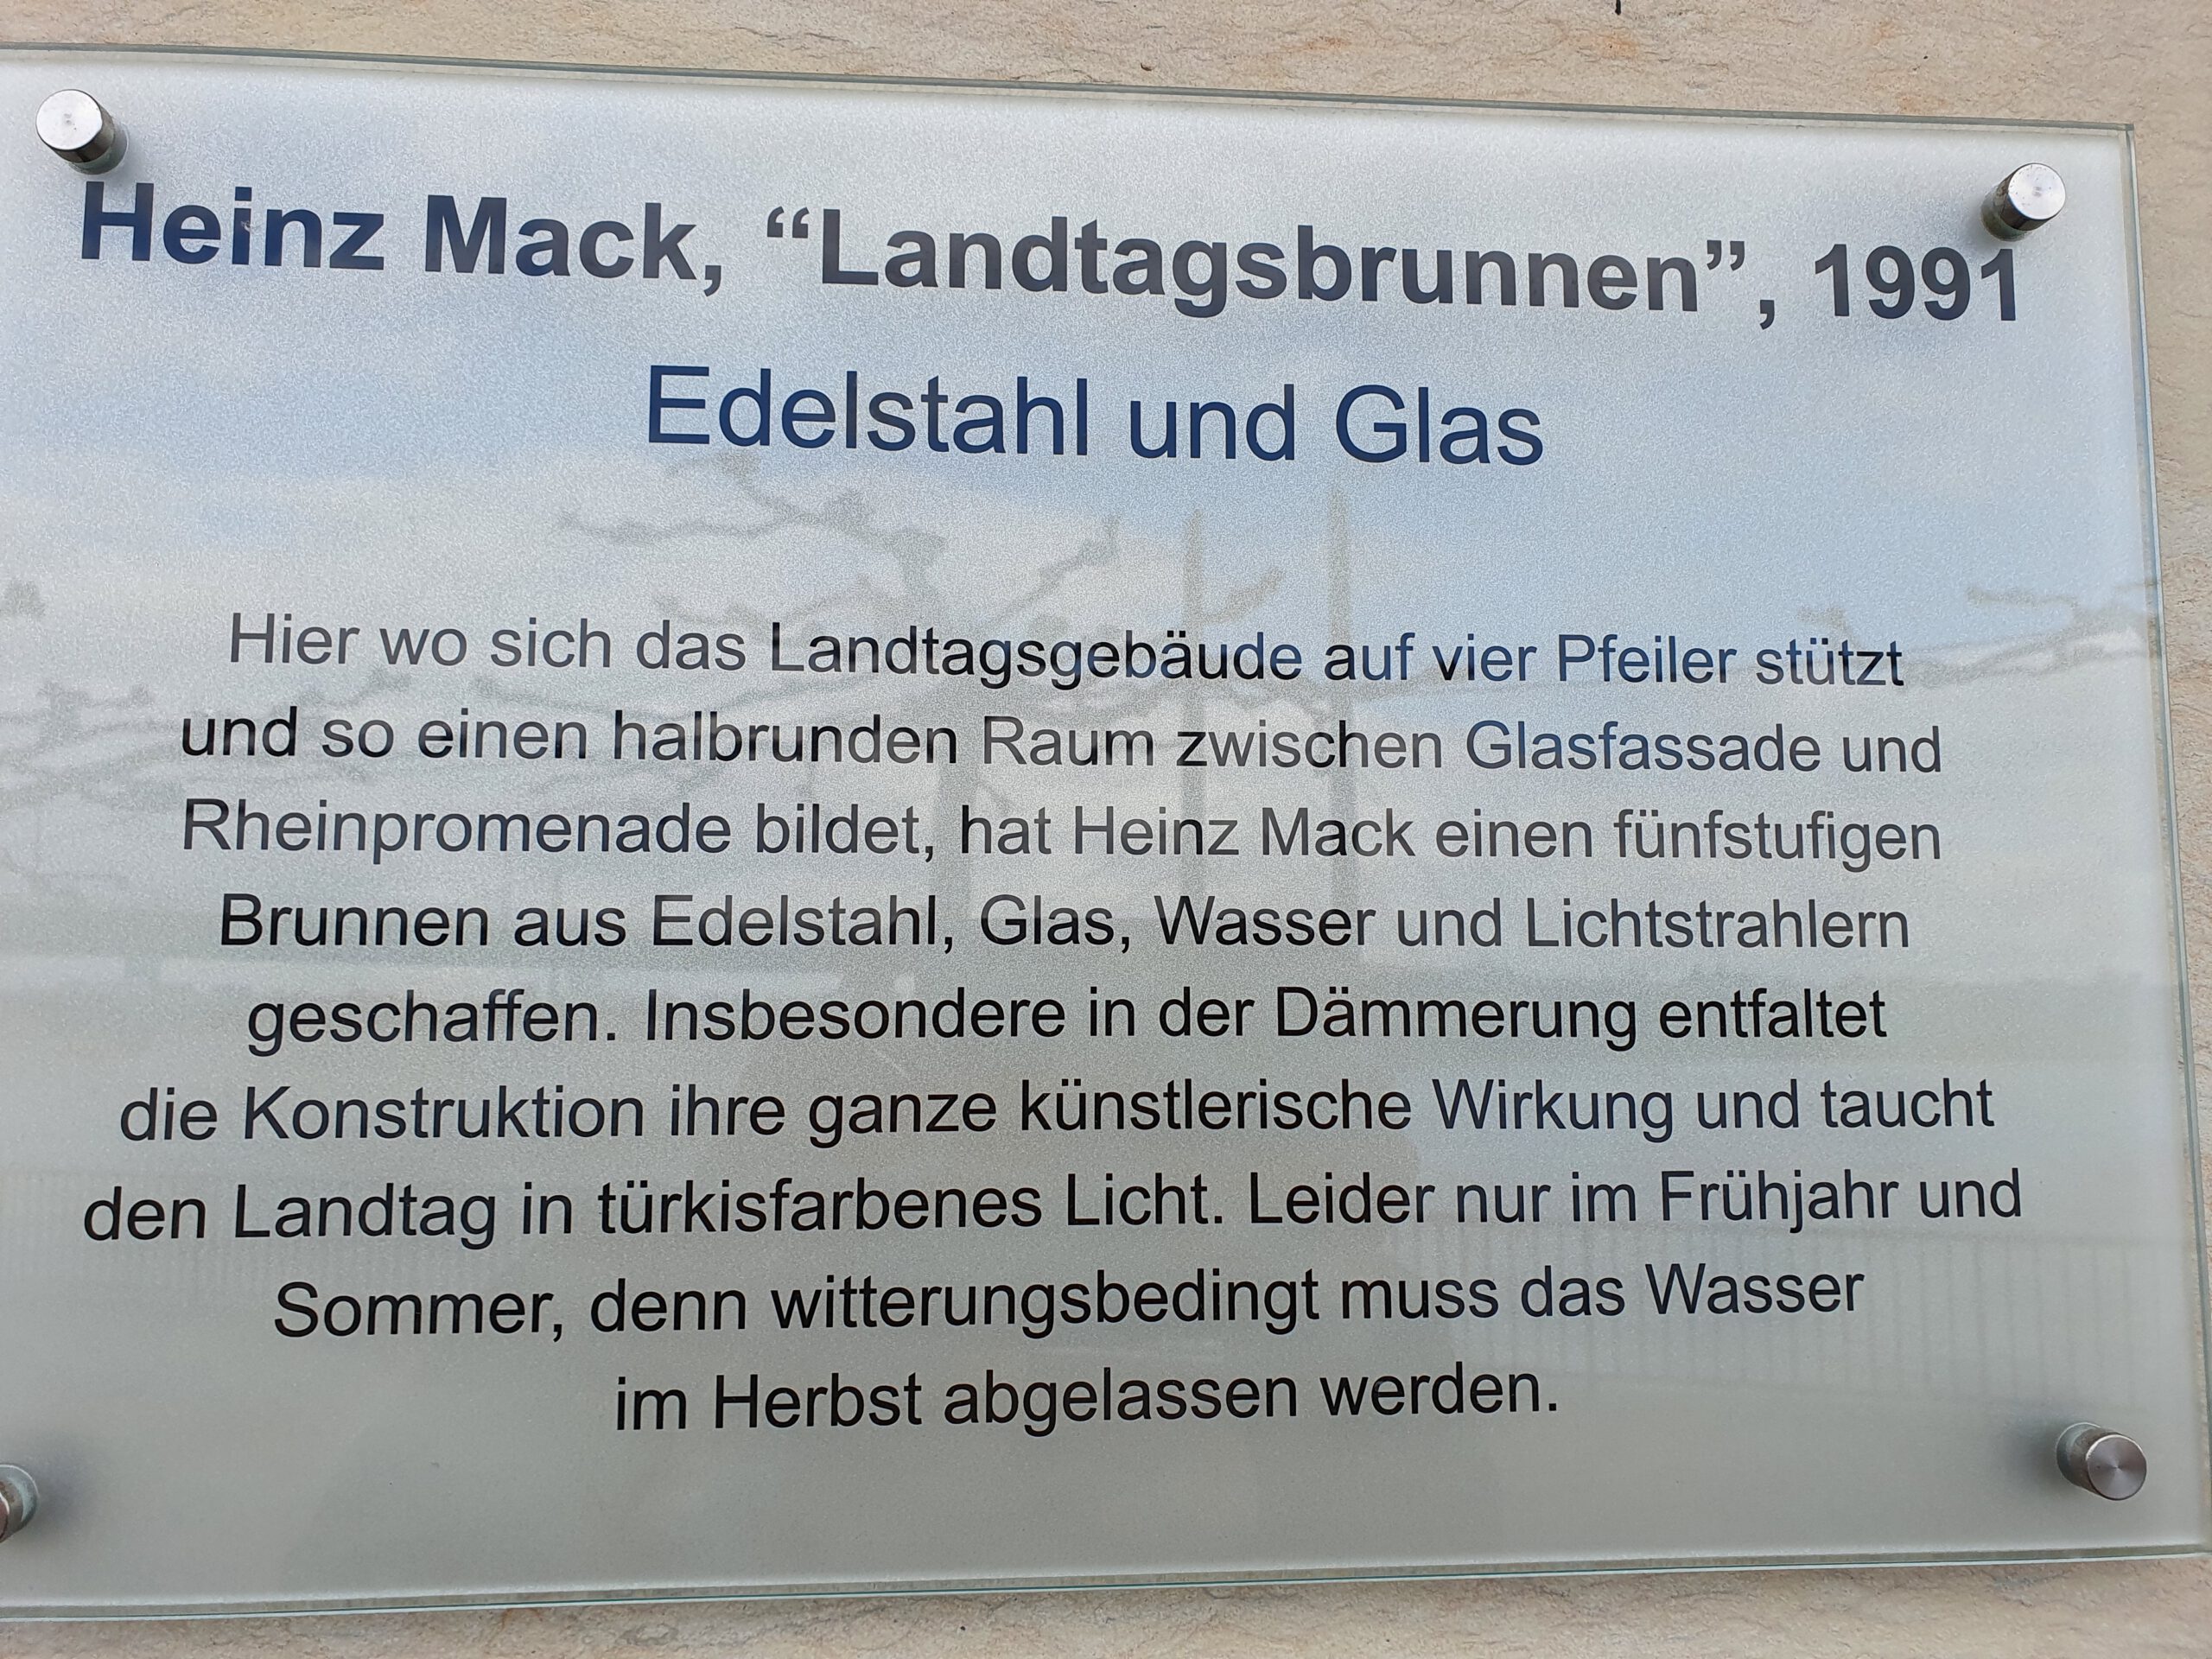 Heinz Mack, “Landtagsbrunnen”, 1991
Edelstahl und Glas
Hier wo sich das Landtagsgebäude auf vier Pfeiler stützt
und so einen halbrunden Raum zwischen Glasfassade und
Rheinpromenade bildet, hat Heinz Mack einen fünfstufigen
Brunnen aus Edelstahl, Glas, Wasser und Lichtstrahlern
geschaffen. Insbesondere in der Dämmerung entfaltet
die Konstruktion ihre ganze künstlerische Wirkung und taucht
den Landtag in türkisfarbenes Licht. Leider nur im Frühjahr und
Sommer, denn witterungsbedingt muss das Wasser
im Herbst abgelassen werden.